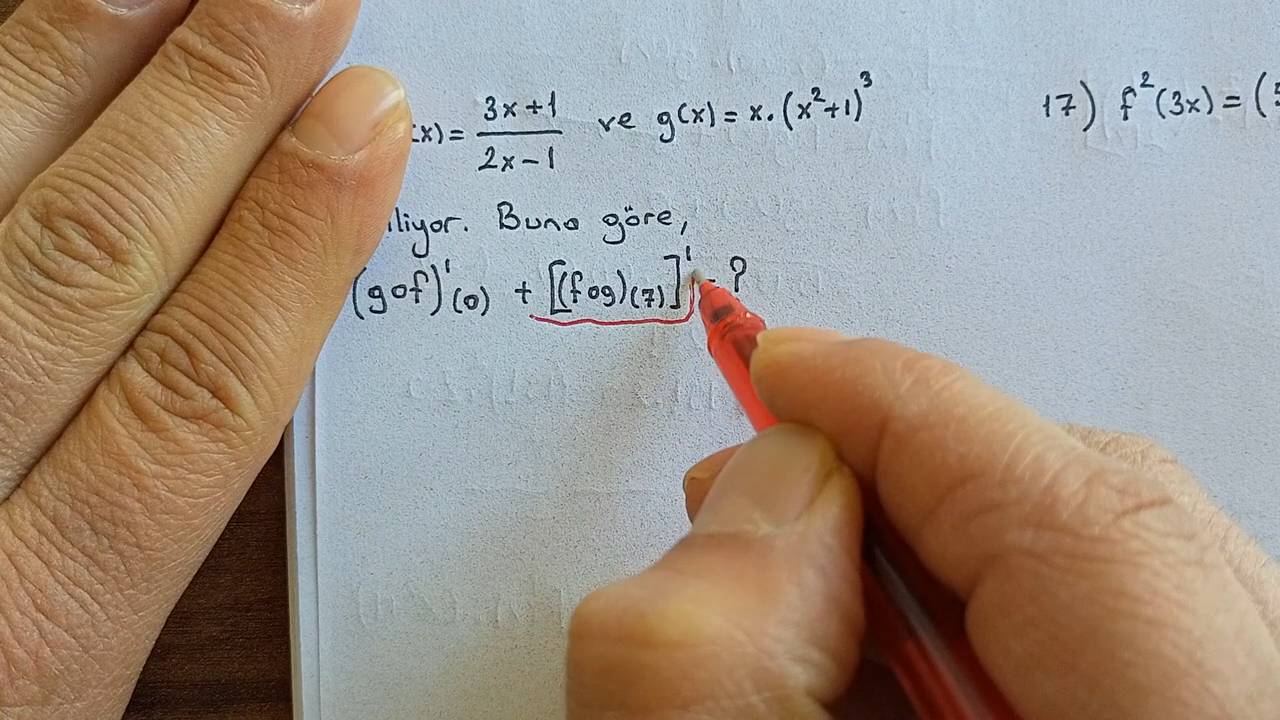 (x) = 3x+1 / 2x-1 ve g(x) = x.(x²+1)³
liyor. Buna göre,
(gof)'(0) + [(fog)(7)]' = ?
17) f²(3x) = (